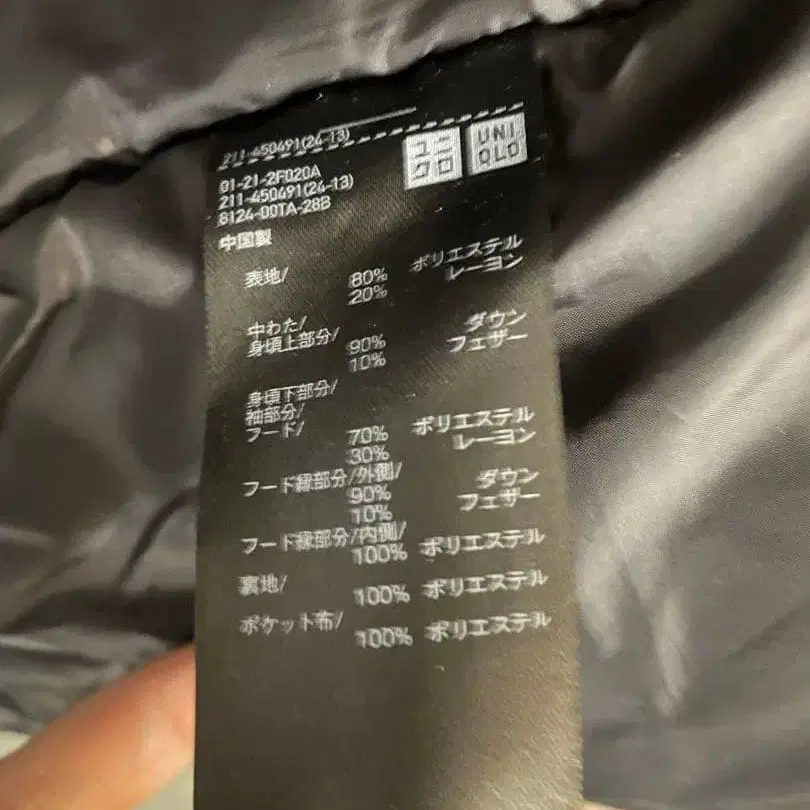 211-450491(24-13)
ユニクロ UNIQLO
01-21-2F020A
211-450491(24-13)
8124-00TA-28B
中国製
表地/ 80% ポリエステル
20% レーヨン
中わた/
身頃上部分/ 90% ダウン
10% フェザー
身頃下部分/
袖部分/
フード/ 70% ポリエステル
30% レーヨン
フード縁部分/外側/
90% ダウン
10% フェザー
フード縁部分/内側/
100% ポリエステル
裏地/ 100% ポリエステル
ポケット布/ 100% ポリエステル